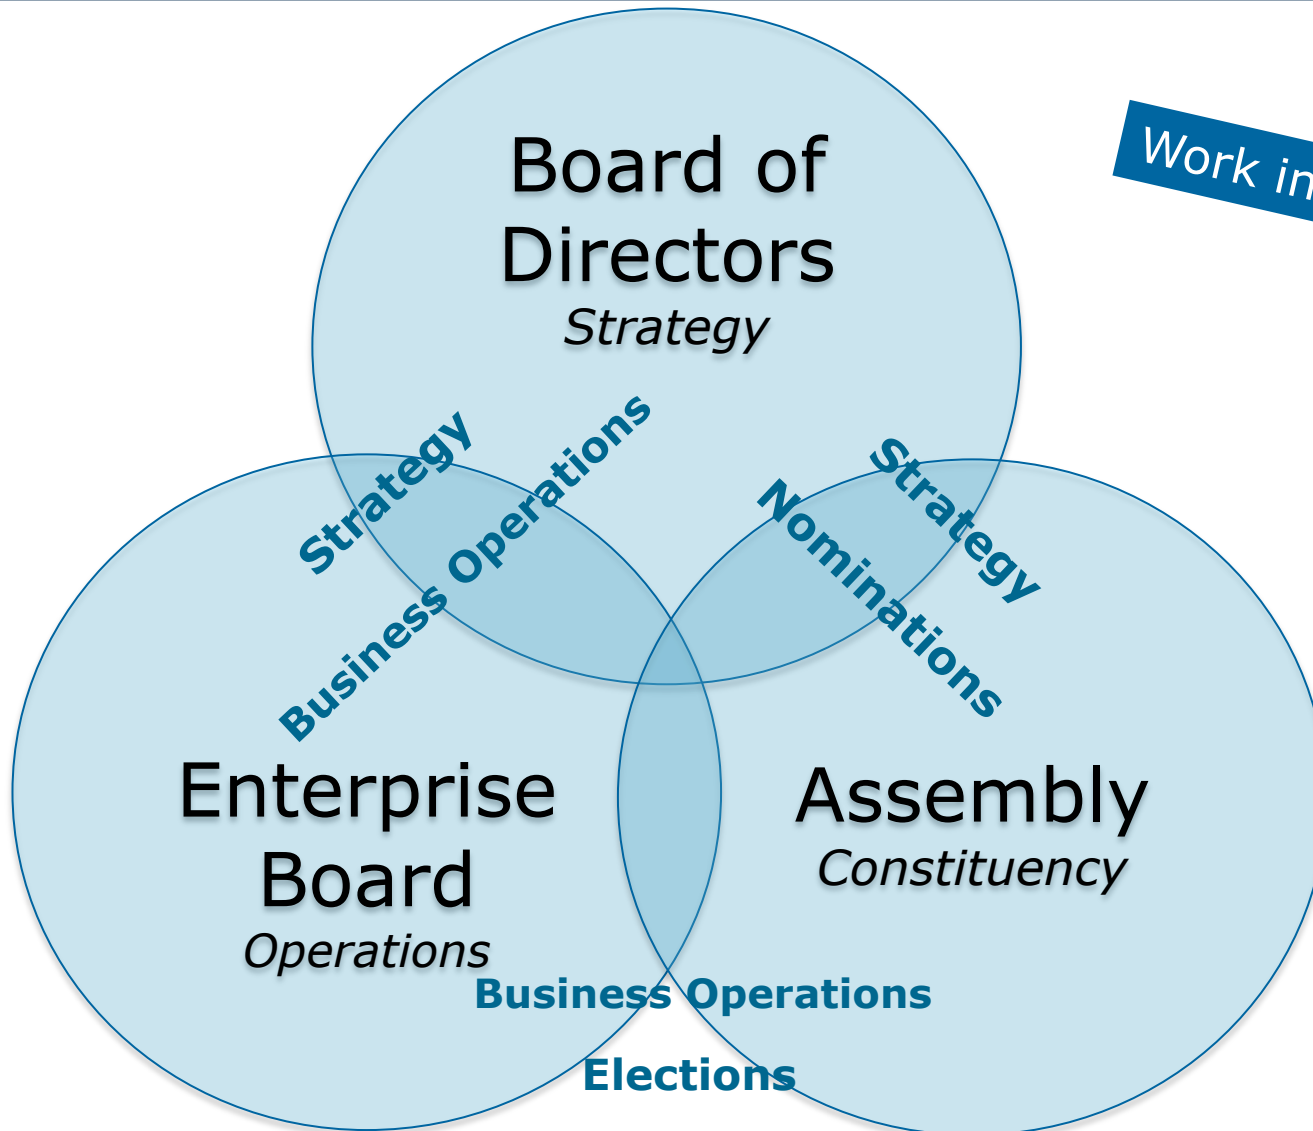 Board of
Directors
Strategy
Work in
Strategy
Business Operations
Strategy
Nominations
Enterprise
Board
Operations
Assembly
Constituency
Business Operations
Elections